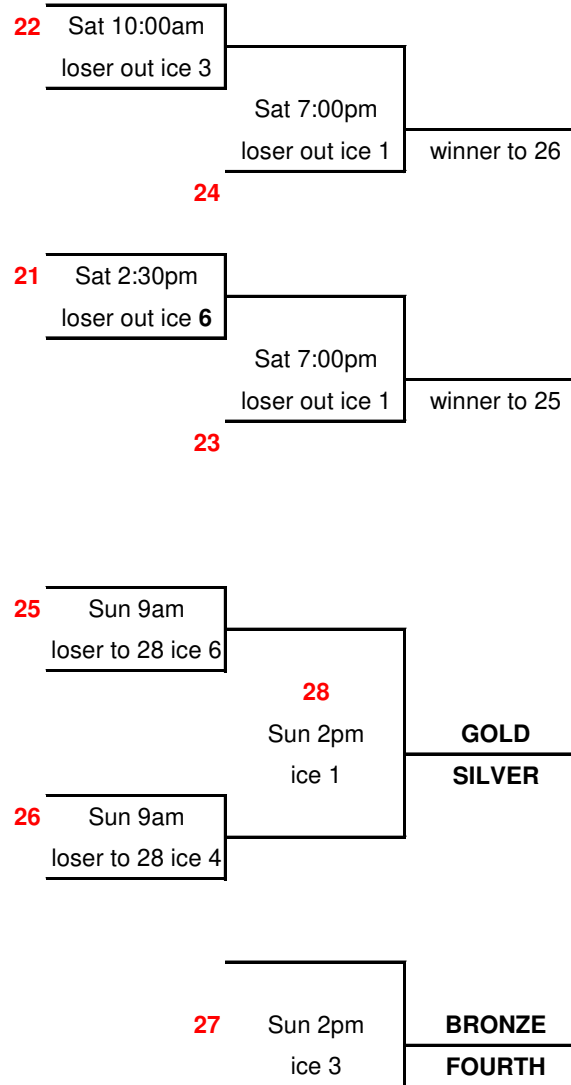 22 Sat 10:00am
loser out ice 3
Sat 7:00pm
loser out ice 1 winner to 26
24
21 Sat 2:30pm
loser out ice 6
Sat 7:00pm
loser out ice 1 winner to 25
23
25 Sun 9am
loser to 28 ice 6
28
Sun 2pm GOLD
ice 1 SILVER
26 Sun 9am
loser to 28 ice 4
27 Sun 2pm BRONZE
ice 3 FOURTH